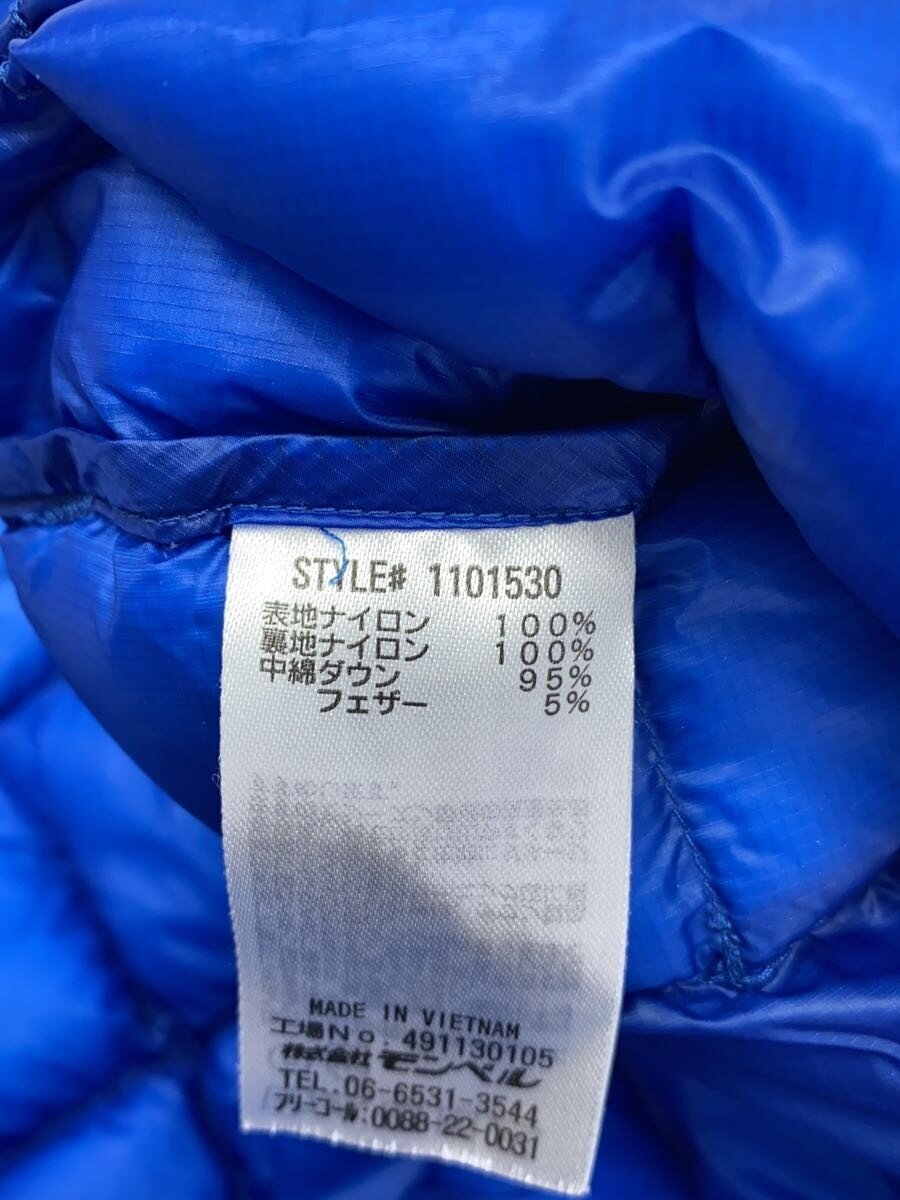 STYLE# 1101530
表地ナイロン 100%
裏地ナイロン 100%
中綿ダウン 95%
フェザー 5%
MADE IN VIETNAM
工場No. 491130105
株式会社モンベル
TEL.06-6531-3544
フリーコール:0088-22-0031